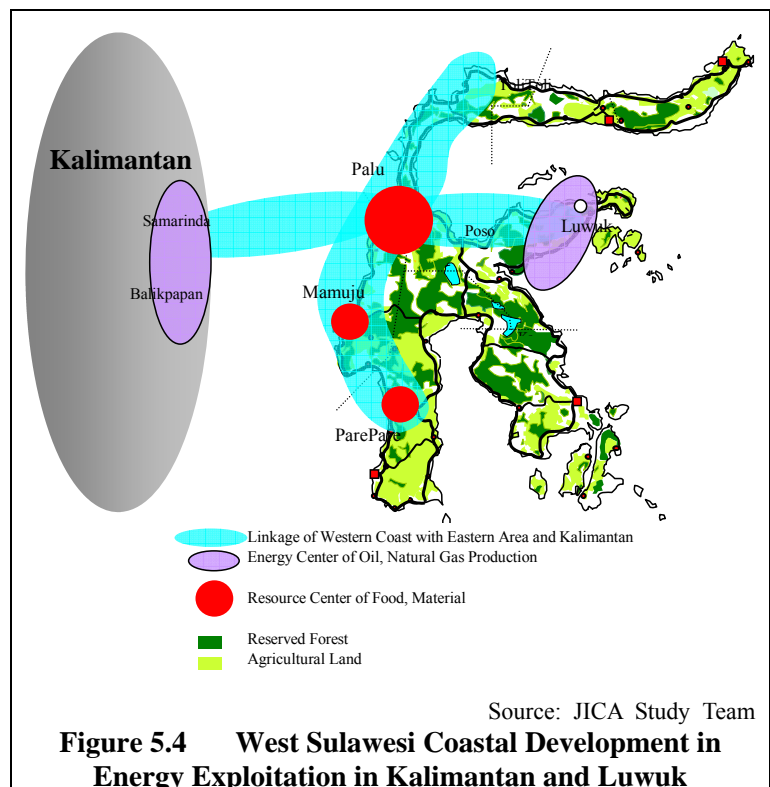 ToliToli
Kalimantan
Palu
Samarinda
Poso
Luwuk
Balikpapan
Mamuju
ParePare
Linkage of Western Coast with Eastern Area and Kalimantan
Energy Center of Oil, Natural Gas Production
Resource Center of Food, Material
Reserved Forest
Agricultural Land
Source: JICA Study Team
Figure 5.4 West Sulawesi Coastal Development in
Energy Exploitation in Kalimantan and Luwuk